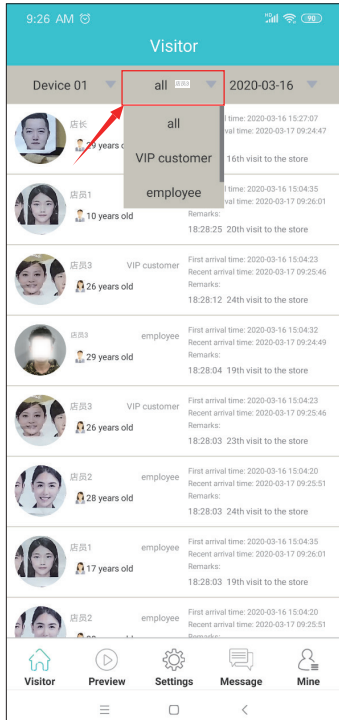 9:26 AM
HD 90
Visitor
Device 01 all 店员3 2020-03-16
all
VIP customer
employee
店长
29 years o
l time: 2020-03-16 15:27:07
val time: 2020-03-17 09:24:47
16th visit to the store
店员1
10 years old
l time: 2020-03-16 15:04:35
val time: 2020-03-17 09:26:01
Remarks:
18:28:25 20th visit to the store
店员3 VIP customer
26 years old
First arrival time: 2020-03-16 15:04:23
Recent arrival time: 2020-03-17 09:25:46
Remarks:
18:28:12 24th visit to the store
店员3 employee
29 years old
First arrival time: 2020-03-16 15:04:32
Recent arrival time: 2020-03-17 09:24:49
Remarks:
18:28:04 19th visit to the store
店员3 VIP customer
26 years old
First arrival time: 2020-03-16 15:04:23
Recent arrival time: 2020-03-17 09:25:46
Remarks:
18:28:03 23th visit to the store
店员2 employee
28 years old
First arrival time: 2020-03-16 15:04:20
Recent arrival time: 2020-03-17 09:25:51
Remarks:
18:28:03 24th visit to the store
店员1 employee
17 years old
First arrival time: 2020-03-16 15:04:35
Recent arrival time: 2020-03-17 09:26:01
Remarks:
18:28:03 19th visit to the store
店员2 employee
First arrival time: 2020-03-16 15:04:20
Recent arrival time: 2020-03-17 09:25:51
Remarks:
Visitor Preview Settings Message Mine